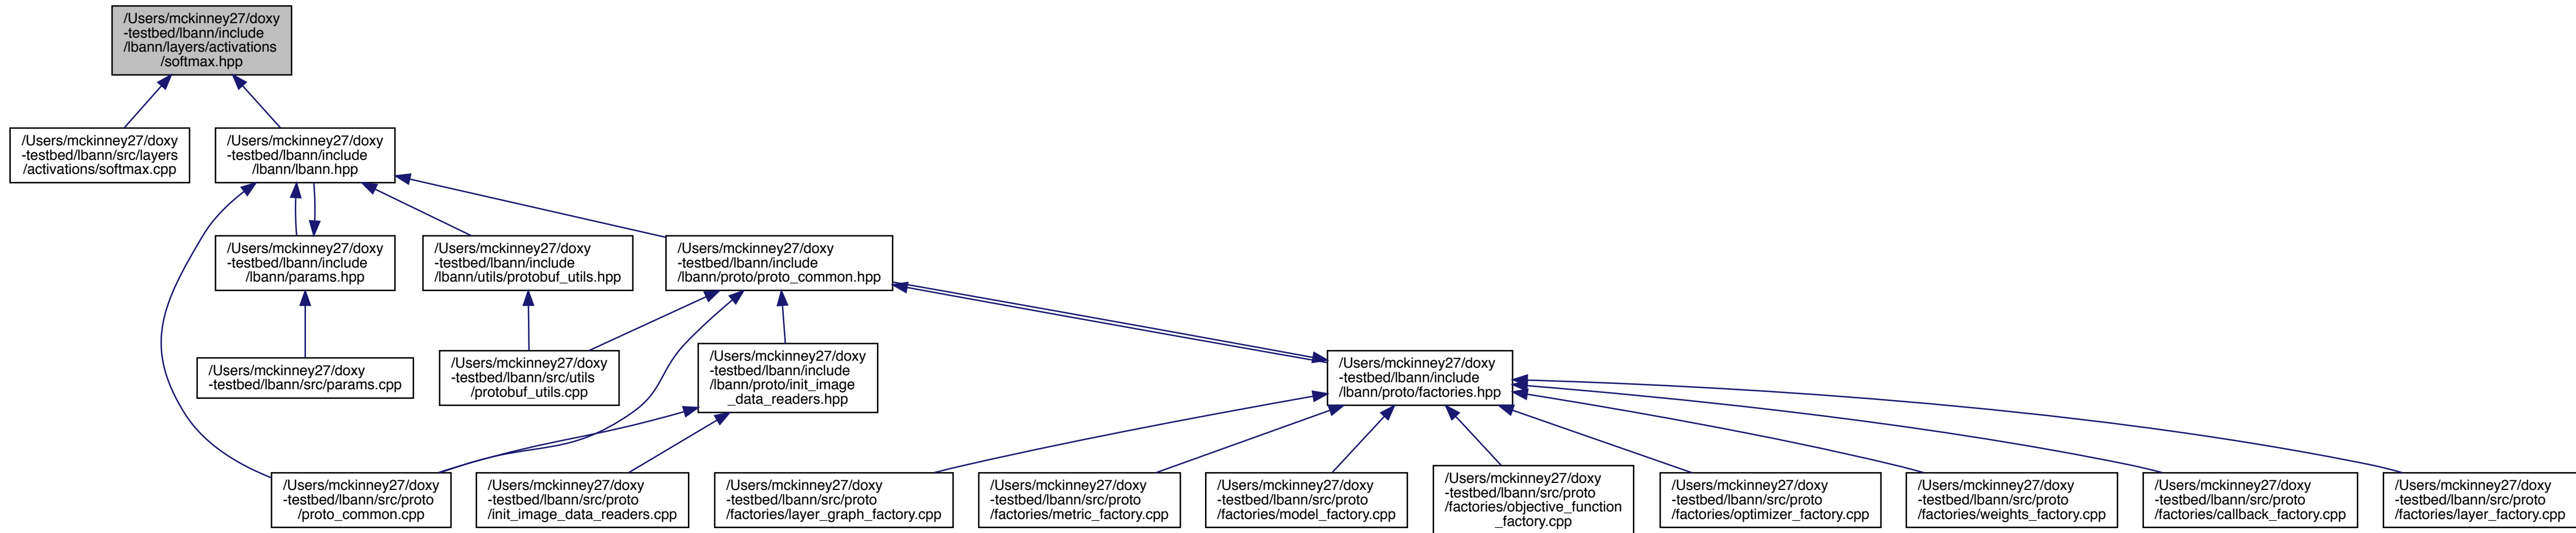 /Users/mckinney27/doxy
-testbed/lbann/include
/lbann/layers/activations
/softmax.hpp
/Users/mckinney27/doxy
-testbed/lbann/src/layers
/activations/softmax.cpp
/Users/mckinney27/doxy
-testbed/lbann/include
/lbann/lbann.hpp
/Users/mckinney27/doxy
-testbed/lbann/include
/lbann/params.hpp
/Users/mckinney27/doxy
-testbed/lbann/include
/lbann/utils/protobuf_utils.hpp
/Users/mckinney27/doxy
-testbed/lbann/include
/lbann/proto/proto_common.hpp
/Users/mckinney27/doxy
-testbed/lbann/src/params.cpp
/Users/mckinney27/doxy
-testbed/lbann/src/utils
/protobuf_utils.cpp
/Users/mckinney27/doxy
-testbed/lbann/include
/lbann/proto/init_image
_data_readers.hpp
/Users/mckinney27/doxy
-testbed/lbann/include
/lbann/proto/factories.hpp
/Users/mckinney27/doxy
-testbed/lbann/src/proto
/proto_common.cpp
/Users/mckinney27/doxy
-testbed/lbann/src/proto
/init_image_data_readers.cpp
/Users/mckinney27/doxy
-testbed/lbann/src/proto
/factories/layer_graph_factory.cpp
/Users/mckinney27/doxy
-testbed/lbann/src/proto
/factories/metric_factory.cpp
/Users/mckinney27/doxy
-testbed/lbann/src/proto
/factories/model_factory.cpp
/Users/mckinney27/doxy
-testbed/lbann/src/proto
/factories/objective_function
_factory.cpp
/Users/mckinney27/doxy
-testbed/lbann/src/proto
/factories/optimizer_factory.cpp
/Users/mckinney27/doxy
-testbed/lbann/src/proto
/factories/weights_factory.cpp
/Users/mckinney27/doxy
-testbed/lbann/src/proto
/factories/callback_factory.cpp
/Users/mckinney27/doxy
-testbed/lbann/src/proto
/factories/layer_factory.cpp